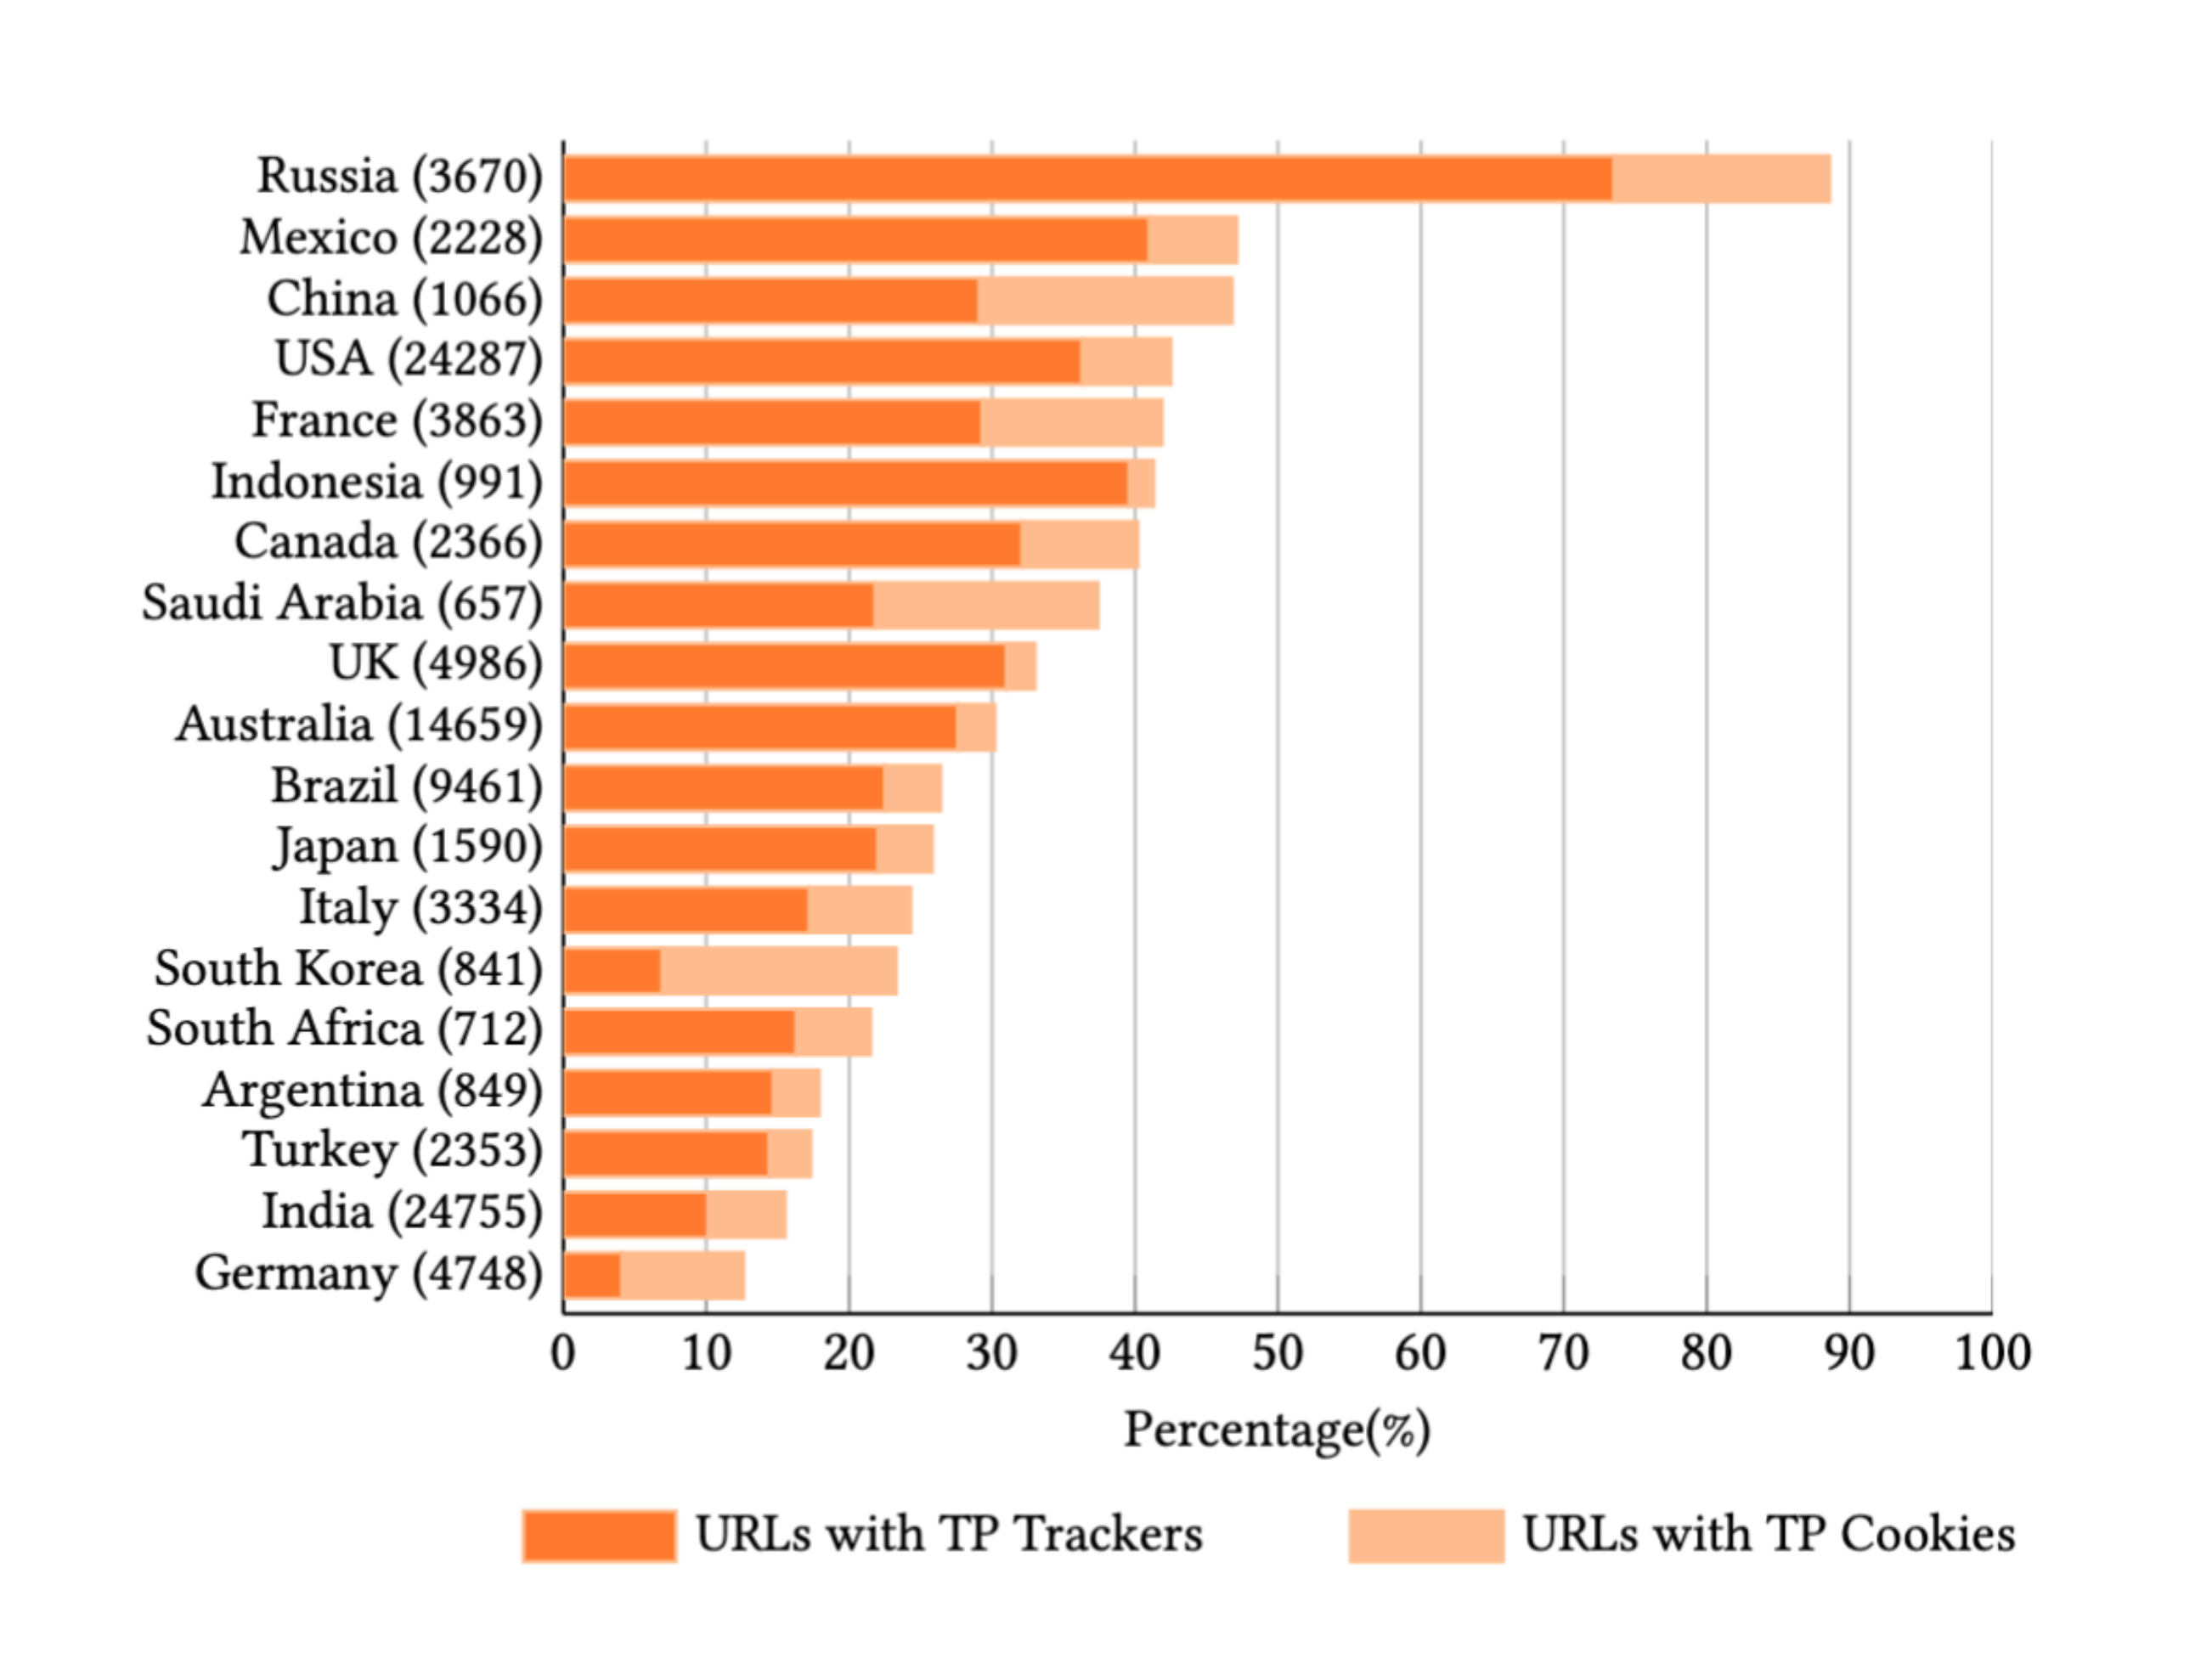 Russia (3670)
Mexico (2228)
China (1066)
USA (24287)
France (3863)
Indonesia (991)
Canada (2366)
Saudi Arabia (657)
UK (4986)
Australia (14659)
Brazil (9461)
Japan (1590)
Italy (3334)
South Korea (841)
South Africa (712)
Argentina (849)
Turkey (2353)
India (24755)
Germany (4748)
0 10 20 30 40 50 60 70 80 90 100
Percentage(%)
URLs with TP Trackers URLs with TP Cookies